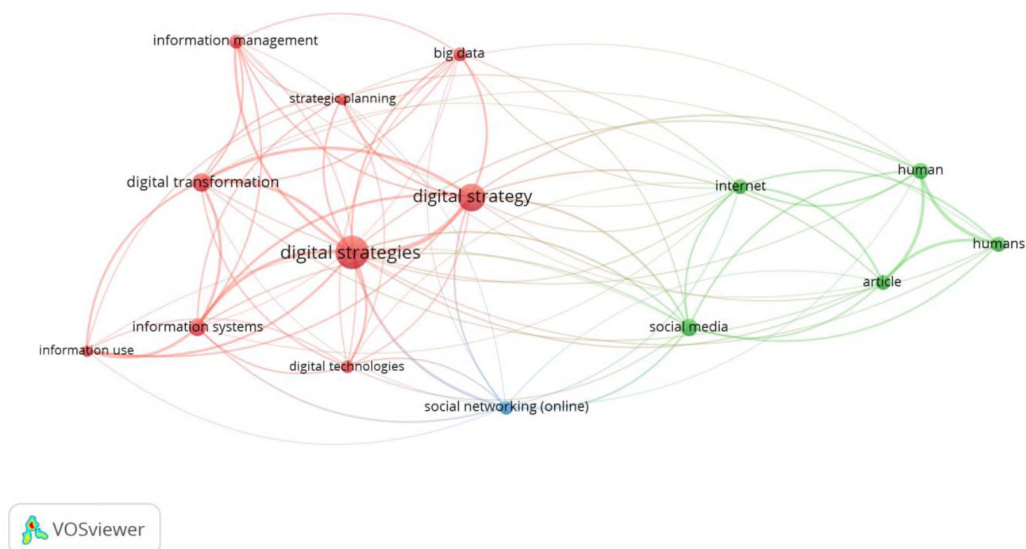 information management
big data
strategic planning
human
digital transformation
internet
digital strategy
humans
digital strategies
article
information systems
social media
information use
digital technologies
social networking (online)
VOSviewer